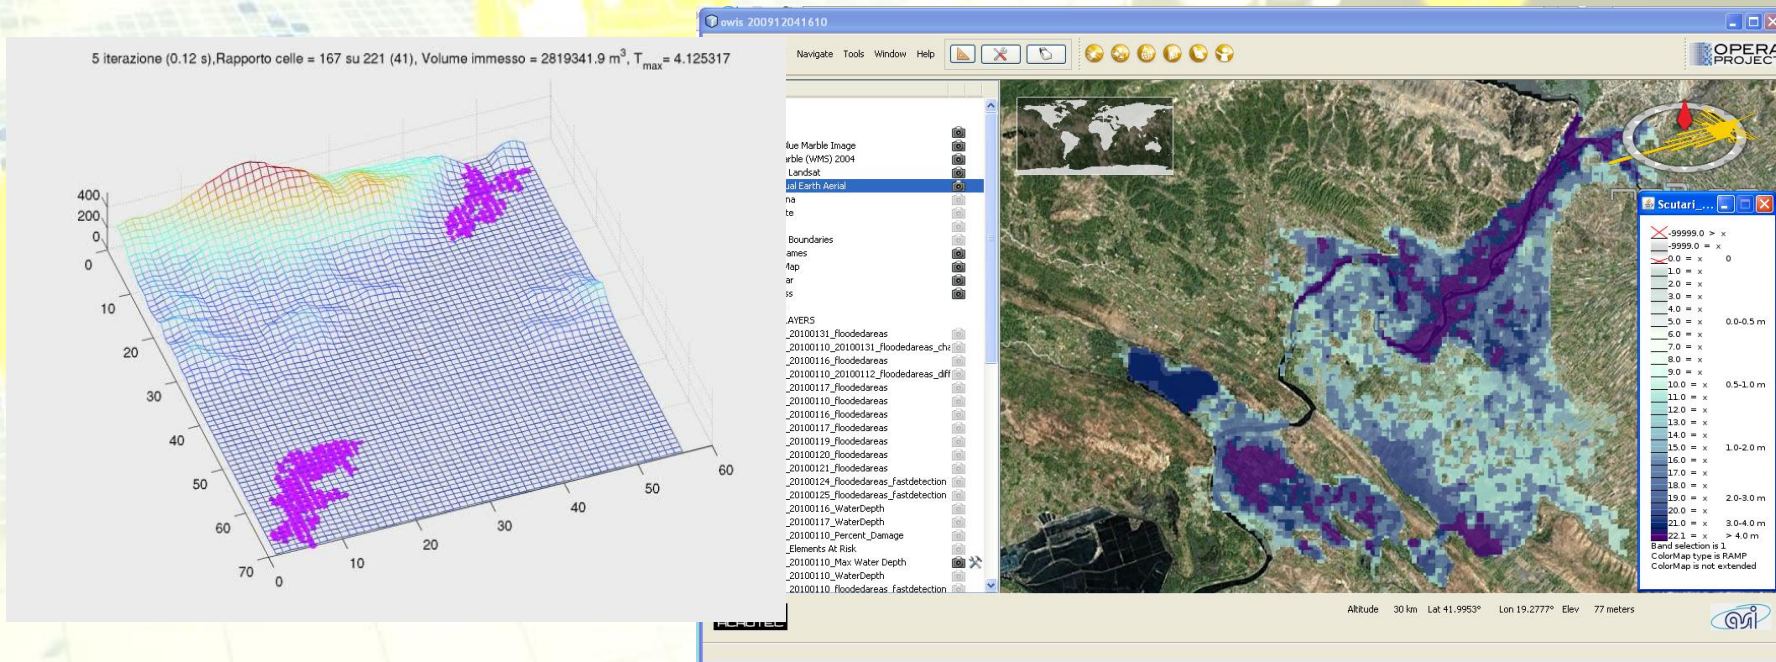 5 iterazione (0.12 s),Rapporto celle = 167 su 221 (41), Volume immesso = 2819341.9 m³, T_max= 4.125317
400
200
0
0
10
20
30
40
50
60
70
0
10
20
30
40
50
60
owis 200912041610
Navigate Tools Window Help
OPERA
PROJECT
lue Marble Image
arble (WMS) 2004
Landsat
ual Earth Aerial
na
te
Boundaries
ames
Map
ar
ss
AYERS
_20100131_floodedareas
_20100110_20100131_floodedareas_cha
_20100116_floodedareas
_20100110_20100112_floodedareas_diff
_20100117_floodedareas
_20100110_floodedareas
_20100116_floodedareas
_20100117_floodedareas
_20100119_floodedareas
_20100120_floodedareas
_20100121_floodedareas
_20100124_floodedareas_fastdetection
_20100125_floodedareas_fastdetection
_20100116_WaterDepth
_20100117_WaterDepth
_20100110_Percent_Damage
_Elements At Risk
_20100110_Max Water Depth
_20100110_WaterDepth
_20100110_floodedareas_fastdetection
Scutari_...
-99999.0 > x
-9999.0 = x
0.0 = x 0
1.0 = x
2.0 = x
3.0 = x
4.0 = x
5.0 = x 0.0-0.5 m
6.0 = x
7.0 = x
8.0 = x
9.0 = x
10.0 = x 0.5-1.0 m
11.0 = x
12.0 = x
13.0 = x
14.0 = x
15.0 = x 1.0-2.0 m
16.0 = x
17.0 = x
18.0 = x
19.0 = x 2.0-3.0 m
20.0 = x
21.0 = x 3.0-4.0 m
22.1 = x > 4.0 m
Band selection is 1
ColorMap type is RAMP
ColorMap is not extended
Altitude 30 km Lat 41.9953° Lon 19.2777° Elev 77 meters
ACROTEC
asi